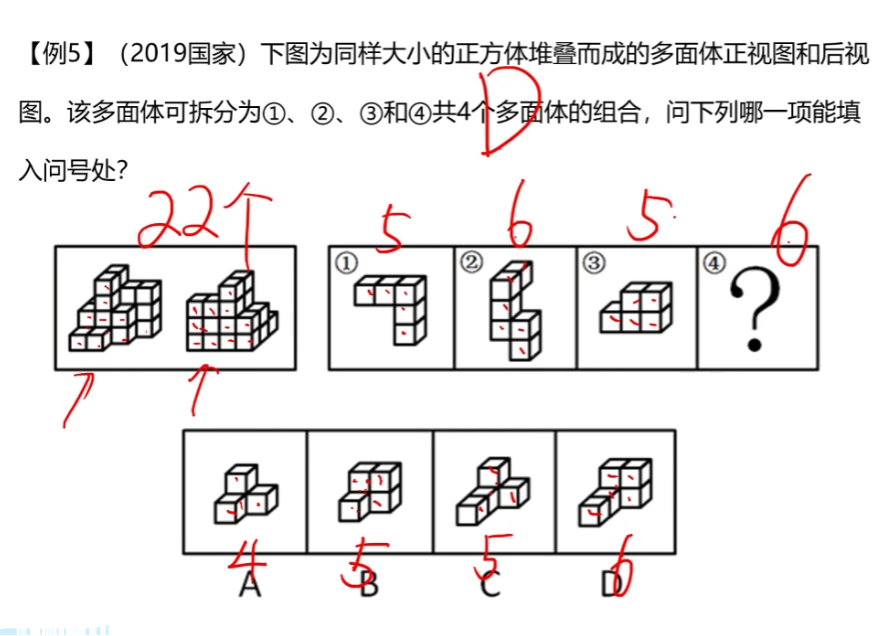 【例5】（2019国家）下图为同样大小的正方体堆叠而成的多面体正视图和后视
图。该多面体可拆分为①、②、③和④共4个多面体的组合，问下列哪一项能填
入问号处？
D
22个 5 6 5 6
① ② ③ ④ ?
4 5 5 6
A B C D